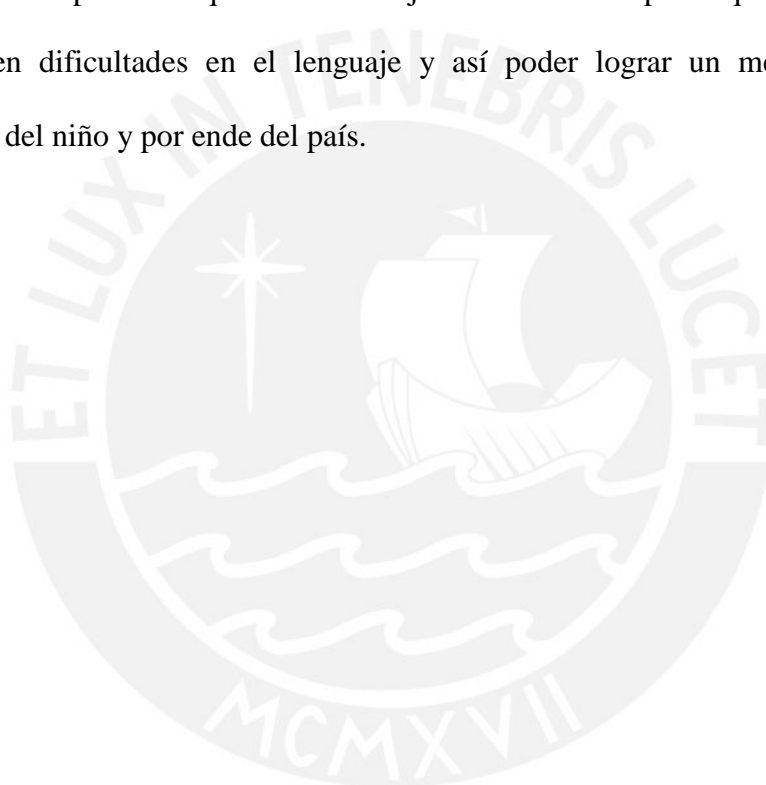 en dificultades en el lenguaje y así poder lograr un
del niño y por ende del país.
ET LUX IN TENEBRIS LUCET
MCMXVII